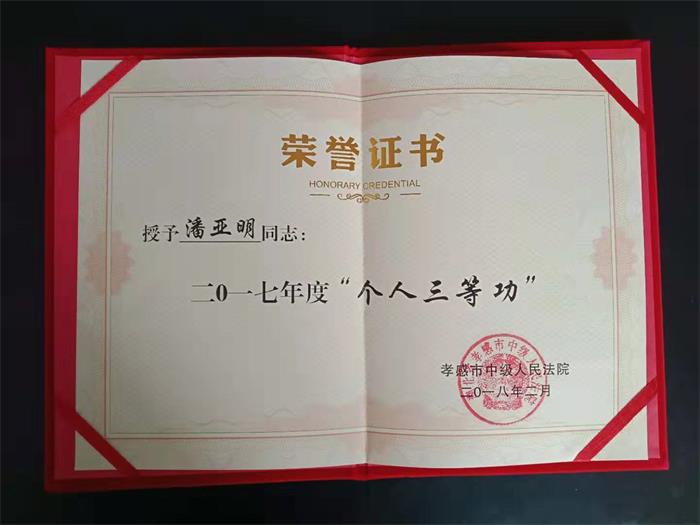 荣誉证书
HONORARY CREDENTIAL
授予潘亚明同志：
二0一七年度“个人三等功”
孝感市中级人民法院
二0一八年二月